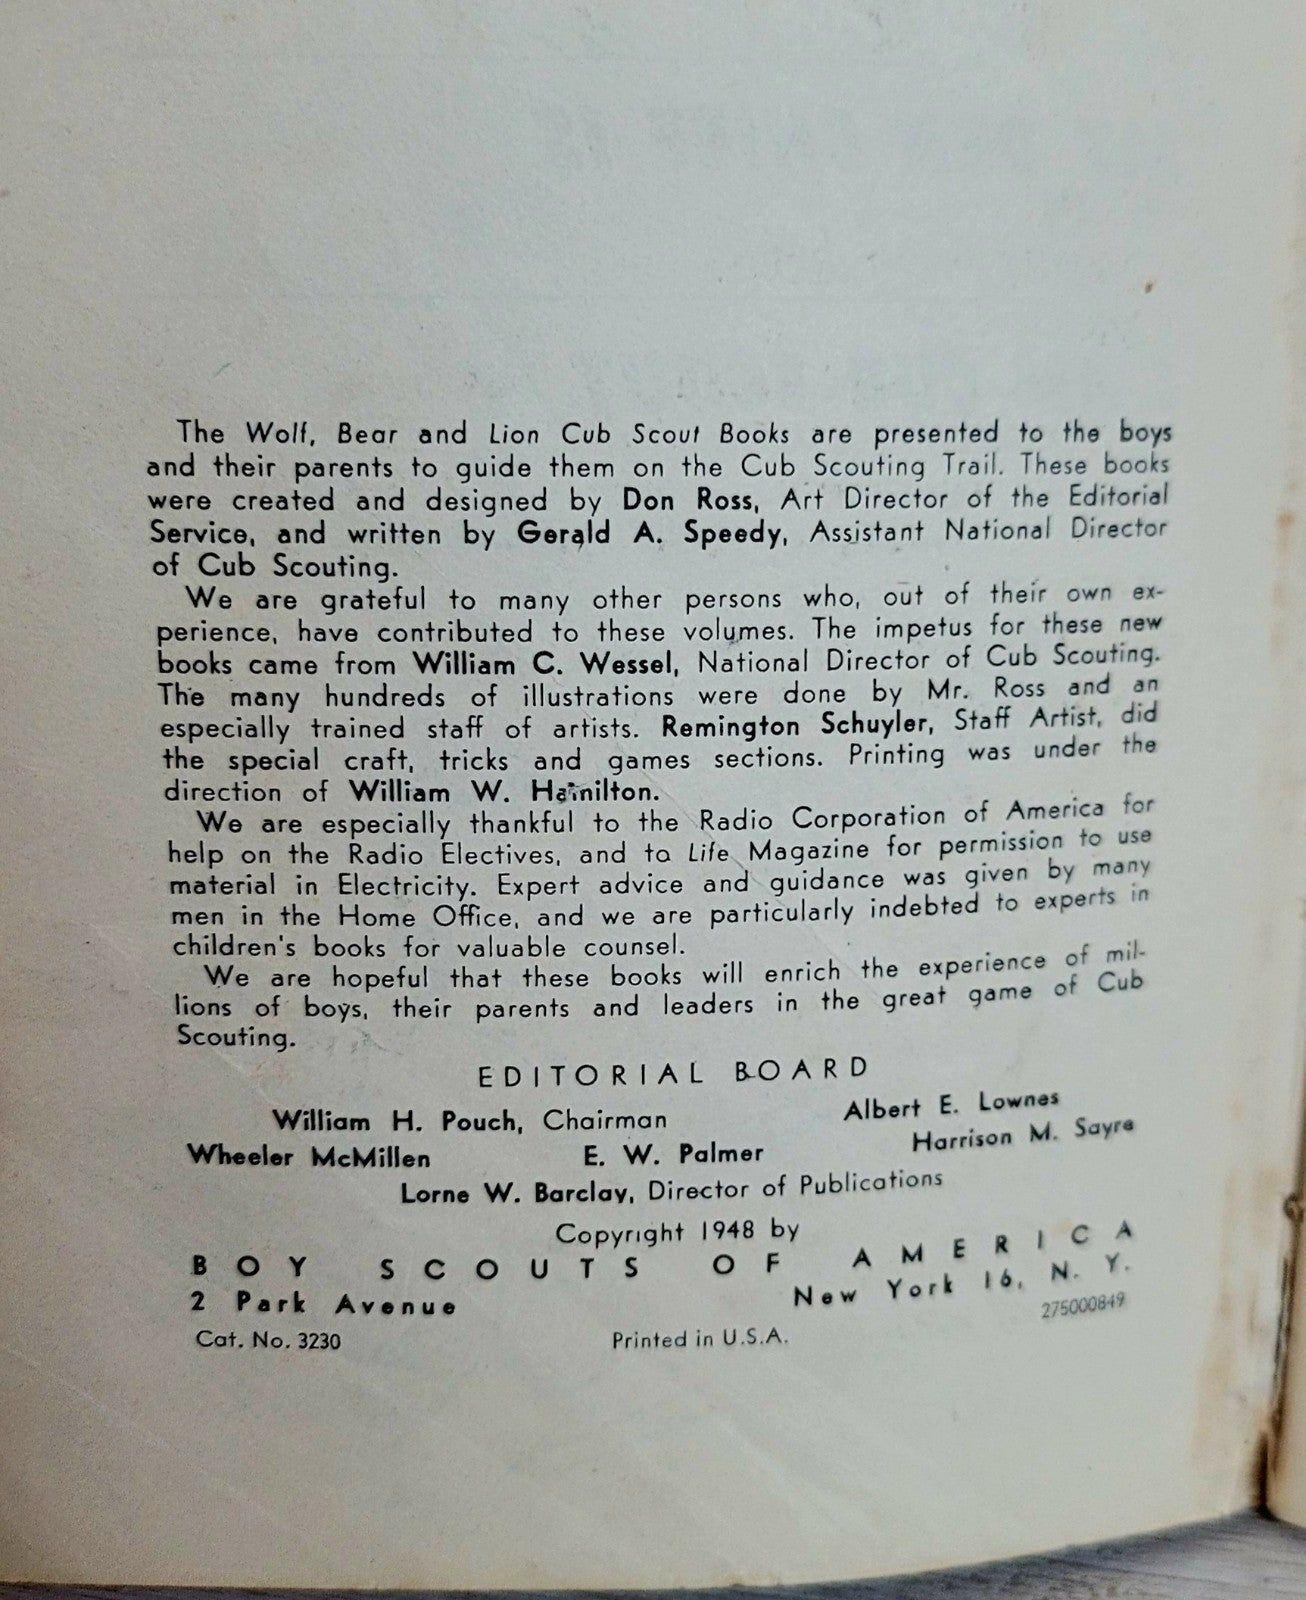 The Wolf, Bear and Lion Cub Scout Books are presented to the boys
and their parents to guide them on the Cub Scouting Trail. These books
were created and designed by Don Ross, Art Director of the Editorial
Service, and written by Gerald A. Speedy, Assistant National Director
of Cub Scouting.
We are grateful to many other persons who, out of their own ex-
perience, have contributed to these volumes. The impetus for these new
books came from William C. Wessel, National Director of Cub Scouting.
The many hundreds of illustrations were done by Mr. Ross and an
especially trained staff of artists. Remington Schuyler, Staff Artist, did
the special craft, tricks and games sections. Printing was under the
direction of William W. Hamilton.
We are especially thankful to the Radio Corporation of America for
help on the Radio Electives, and to Life Magazine for permission to use
material in Electricity. Expert advice and guidance was given by many
men in the Home Office, and we are particularly indebted to experts in
children's books for valuable counsel.
We are hopeful that these books will enrich the experience of mil-
lions of boys, their parents and leaders in the great game of Cub
Scouting.
EDITORIAL BOARD
William H. Pouch, Chairman Albert E. Lownes
Wheeler McMillen E. W. Palmer Harrison M. Sayre
Lorne W. Barclay, Director of Publications
Copyright 1948 by
BOY SCOUTS OF AMERICA
2 Park Avenue New York 16, N. Y.
275000849
Cat. No. 3230 Printed in U.S.A.